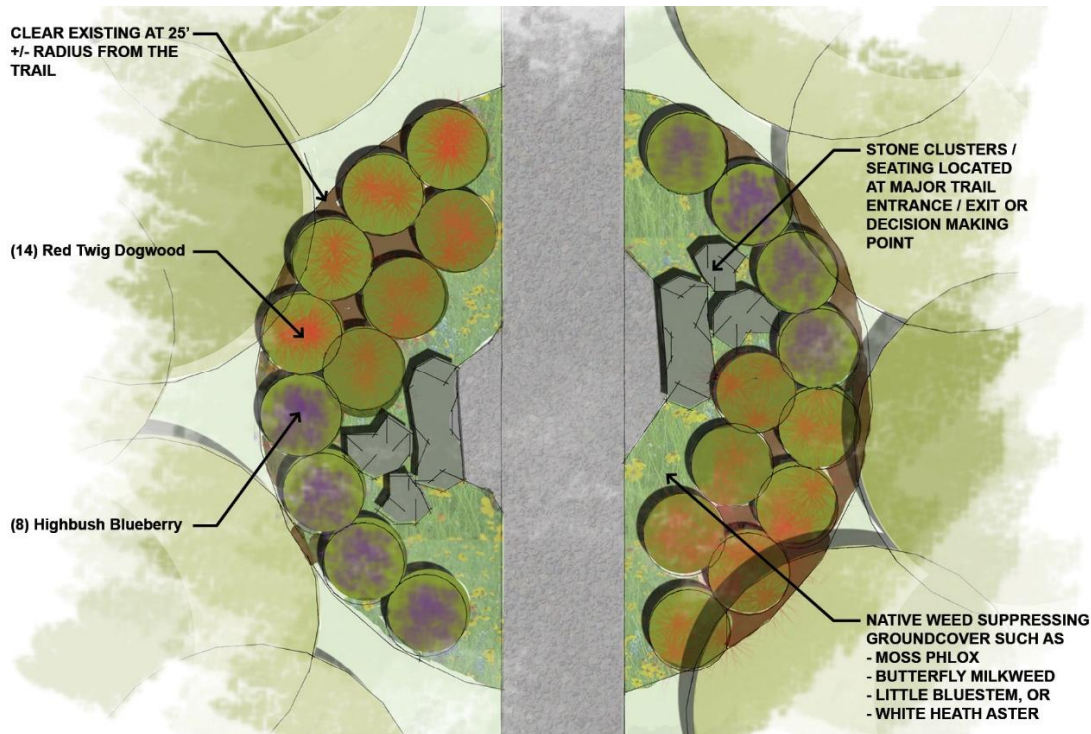 CLEAR EXISTING AT 25'
+/- RADIUS FROM THE
TRAIL
(14) Red Twig Dogwood
(8) Highbush Blueberry
STONE CLUSTERS /
SEATING LOCATED
AT MAJOR TRAIL
ENTRANCE / EXIT OR
DECISION MAKING
POINT
NATIVE WEED SUPPRESSING
GROUNDCOVER SUCH AS
- MOSS PHLOX
- BUTTERFLY MILKWEED
- LITTLE BLUESTEM, OR
- WHITE HEATH ASTER